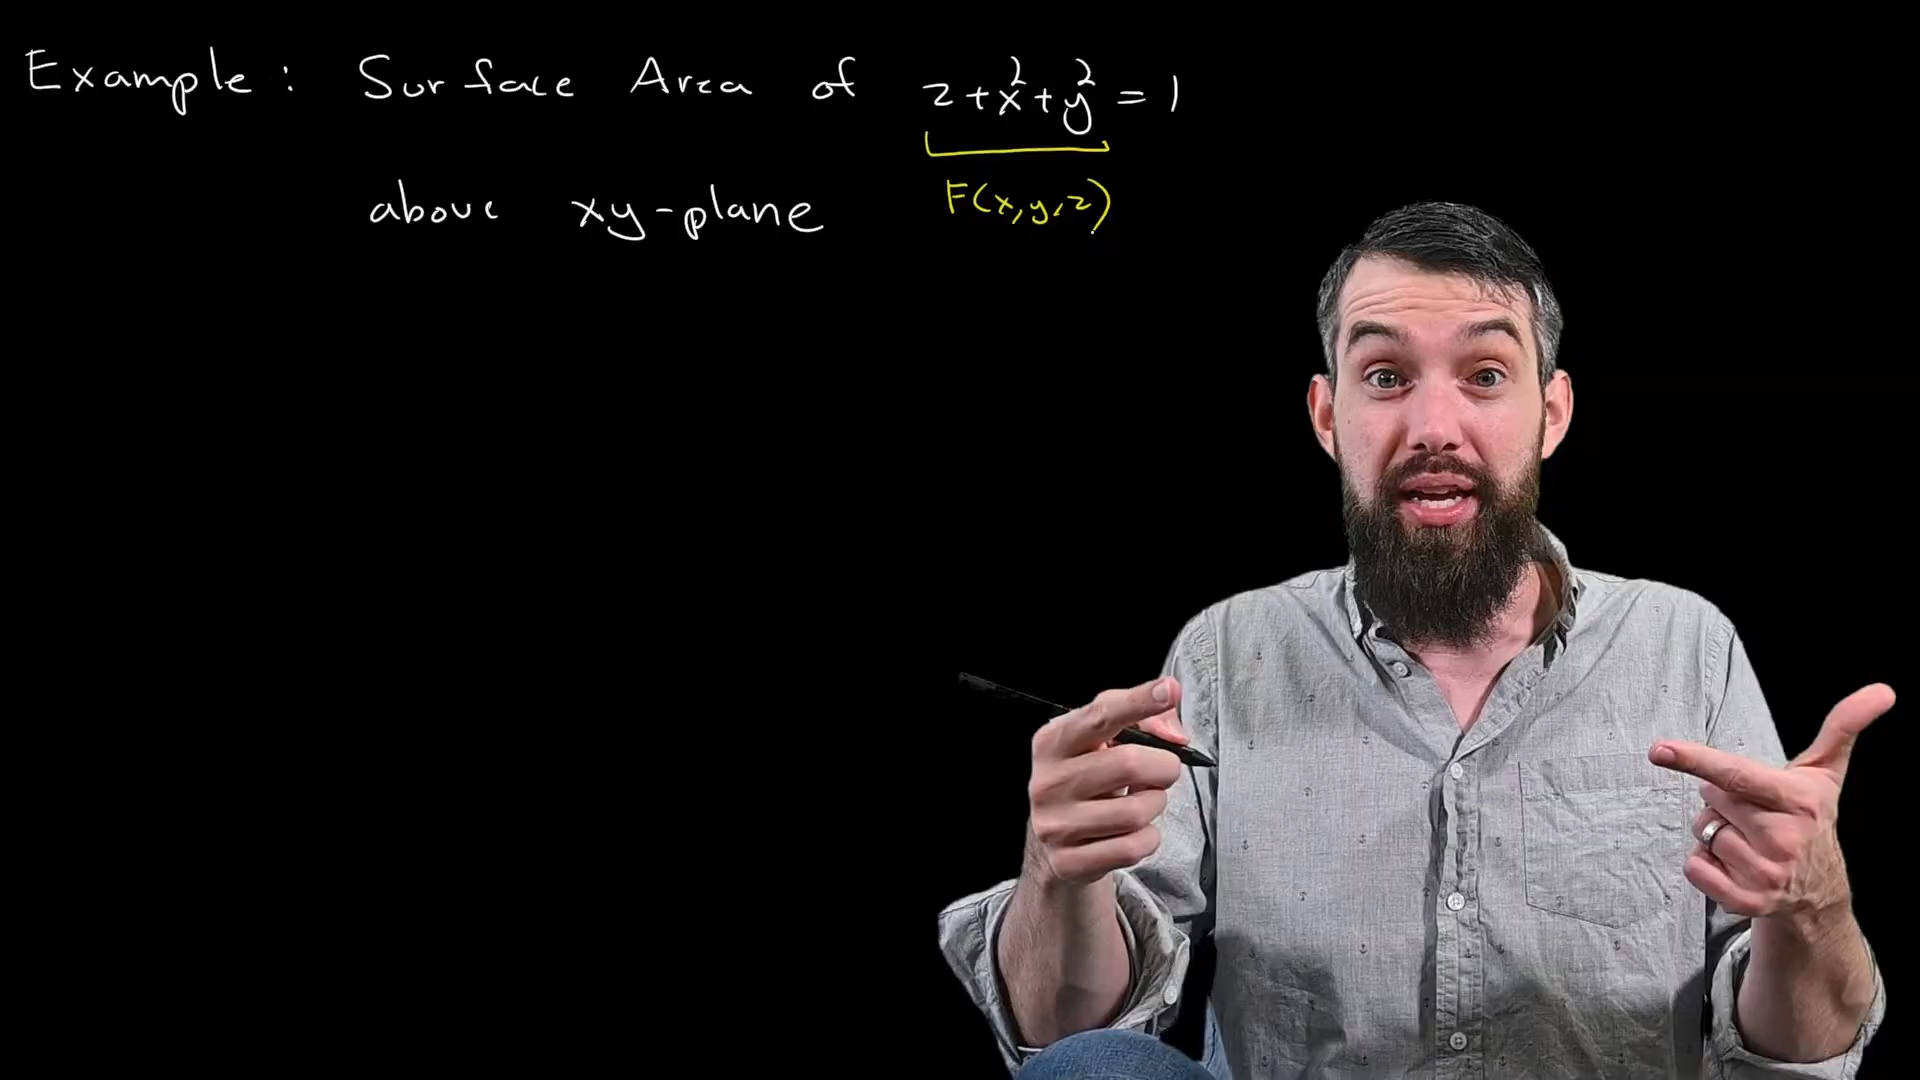 Example: Surface Area of z+x²+y²=1
above xy-plane
F(x,y,z)